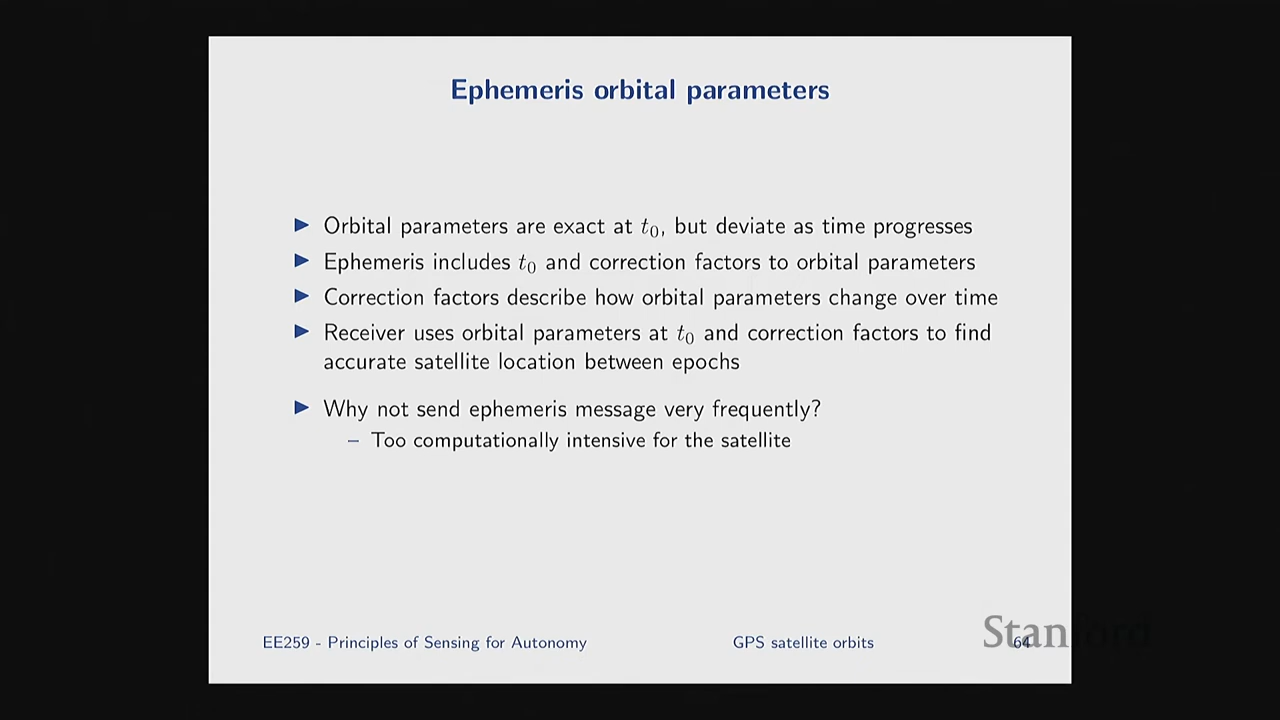 Ephemeris orbital parameters
▶ Orbital parameters are exact at t₀, but deviate as time progresses
▶ Ephemeris includes t₀ and correction factors to orbital parameters
▶ Correction factors describe how orbital parameters change over time
▶ Receiver uses orbital parameters at t₀ and correction factors to find
accurate satellite location between epochs
▶ Why not send ephemeris message very frequently?
– Too computationally intensive for the satellite
EE259 - Principles of Sensing for Autonomy
GPS satellite orbits
64
Stanford